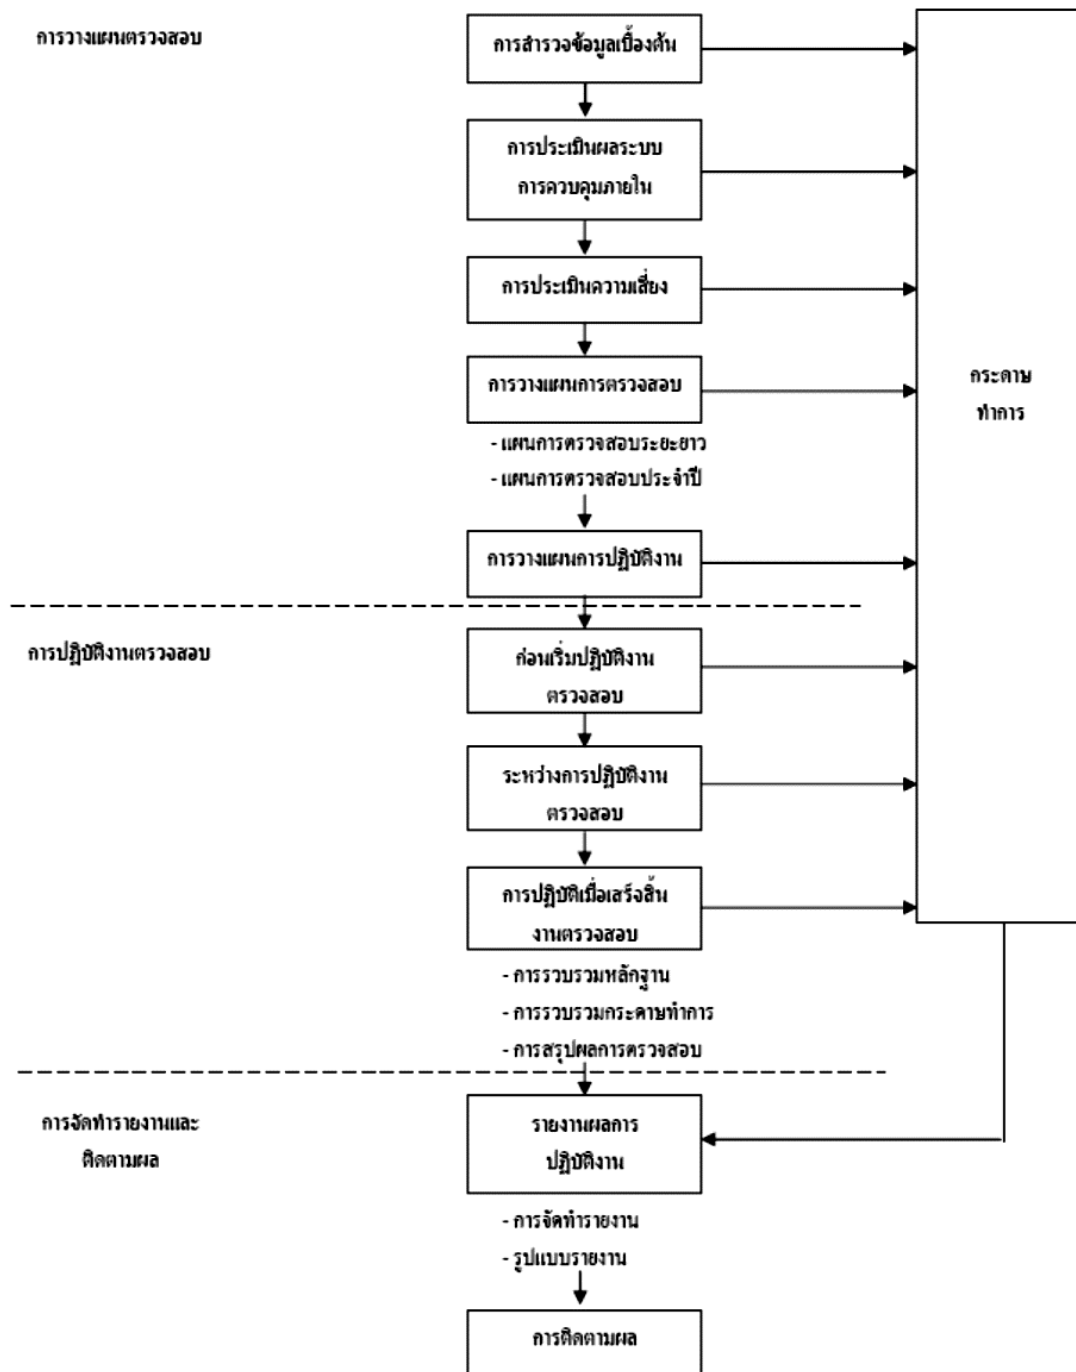 การวางแผนตรวจสอบ
การสำรวจข้อมูลเบื้องต้น
การประเมินผลระบบ
การควบคุมภายใน
การประเมินความเสี่ยง
การวางแผนการตรวจสอบ
- แผนการตรวจสอบระยะยาว
- แผนการตรวจสอบประจำปี
การวางแผนการปฏิบัติงาน
กระดาษ
ทำการ
การปฏิบัติงานตรวจสอบ
ก่อนเริ่มปฏิบัติงาน
ตรวจสอบ
ระหว่างการปฏิบัติงาน
ตรวจสอบ
การปฏิบัติเมื่อเสร็จสิ้น
งานตรวจสอบ
- การรวบรวมหลักฐาน
- การรวบรวมกระดาษทำการ
- การสรุปผลการตรวจสอบ
การจัดทำรายงานและ
ติดตามผล
รายงานผลการ
ปฏิบัติงาน
- การจัดทำรายงาน
- รูปแบบรายงาน
การติดตามผล